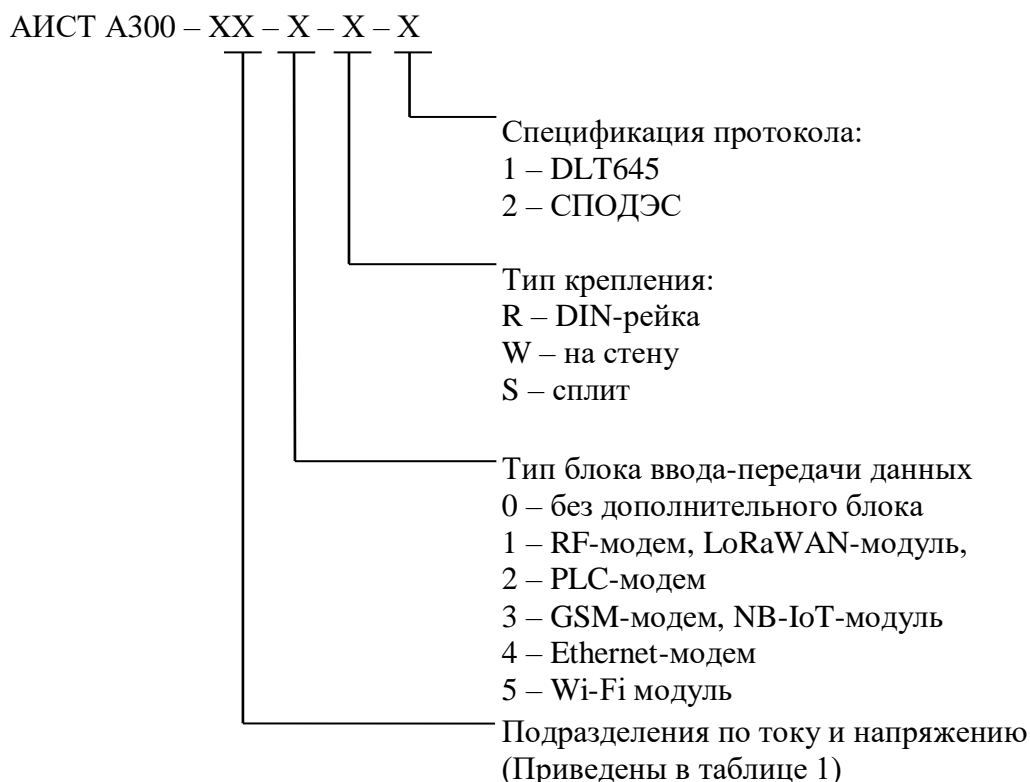 АИСТ А300 – XX – X – X – X
Спецификация протокола:
1 – DLT645
2 – СПОДЭС
Тип крепления:
R – DIN-рейка
W – на стену
S – сплит
Тип блока ввода-передачи данных
0 – без дополнительного блока
1 – RF-модем, LoRaWAN-модуль,
2 – PLC-модем
3 – GSM-модем, NB-IoT-модуль
4 – Ethernet-модем
5 – Wi-Fi модуль
Подразделения по току и напряжению
(Приведены в таблице 1)